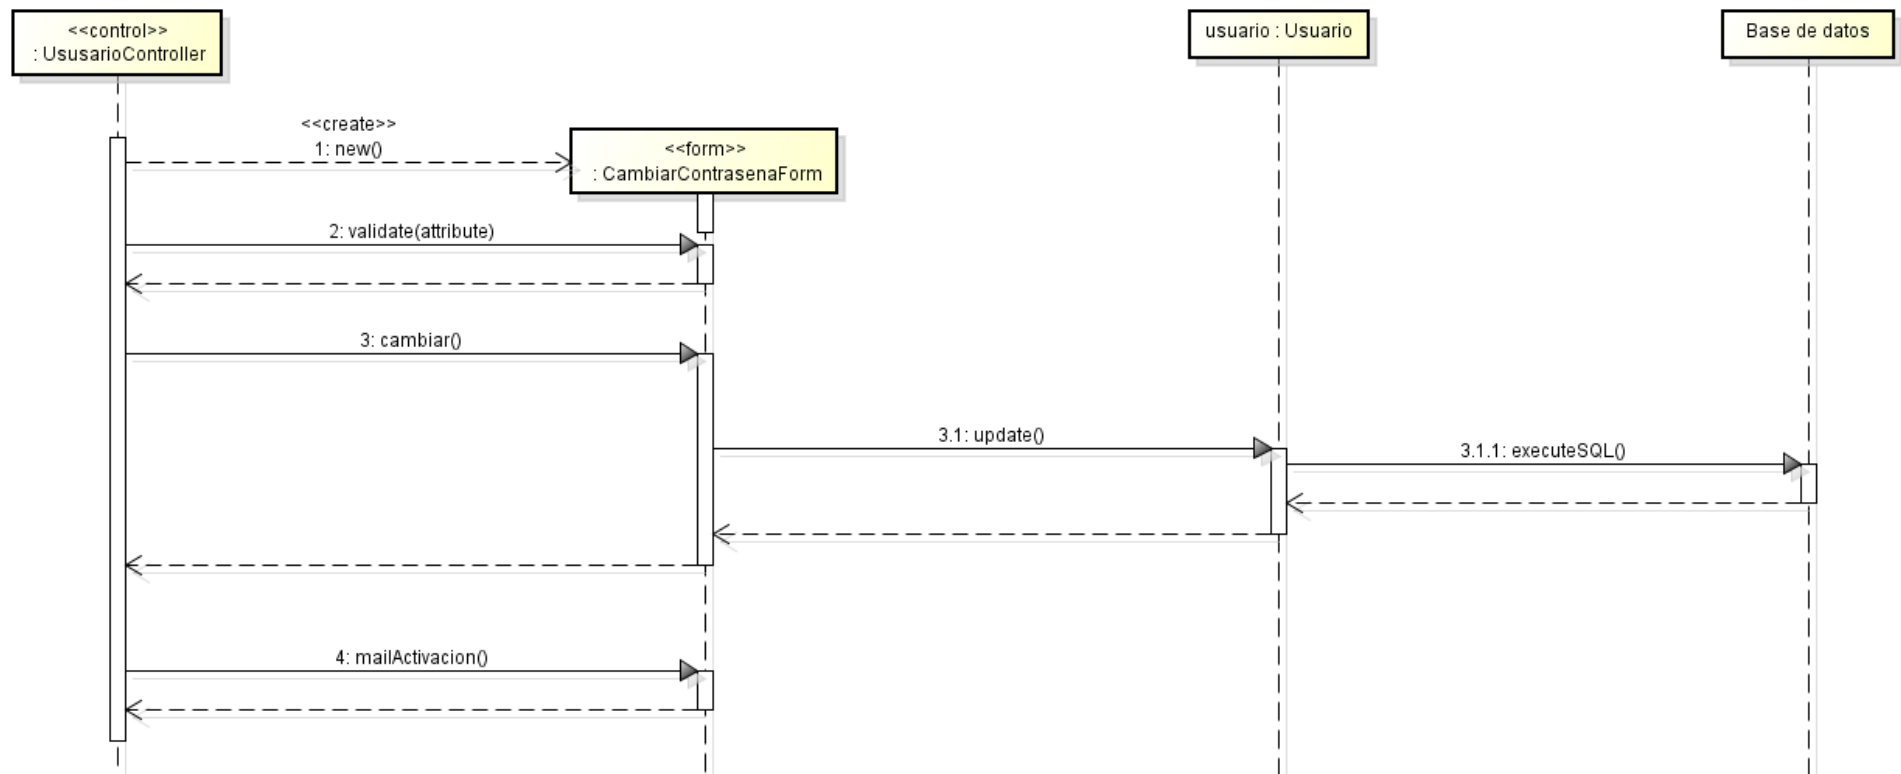 <<control>>
: UsusarioController
usuario : Usuario
Base de datos
<<create>>
1: new()
<<form>>
: CambiarContrasenaForm
2: validate(attribute)
3: cambiar()
3.1: update()
3.1.1: executeSQL()
4: mailActivacion()